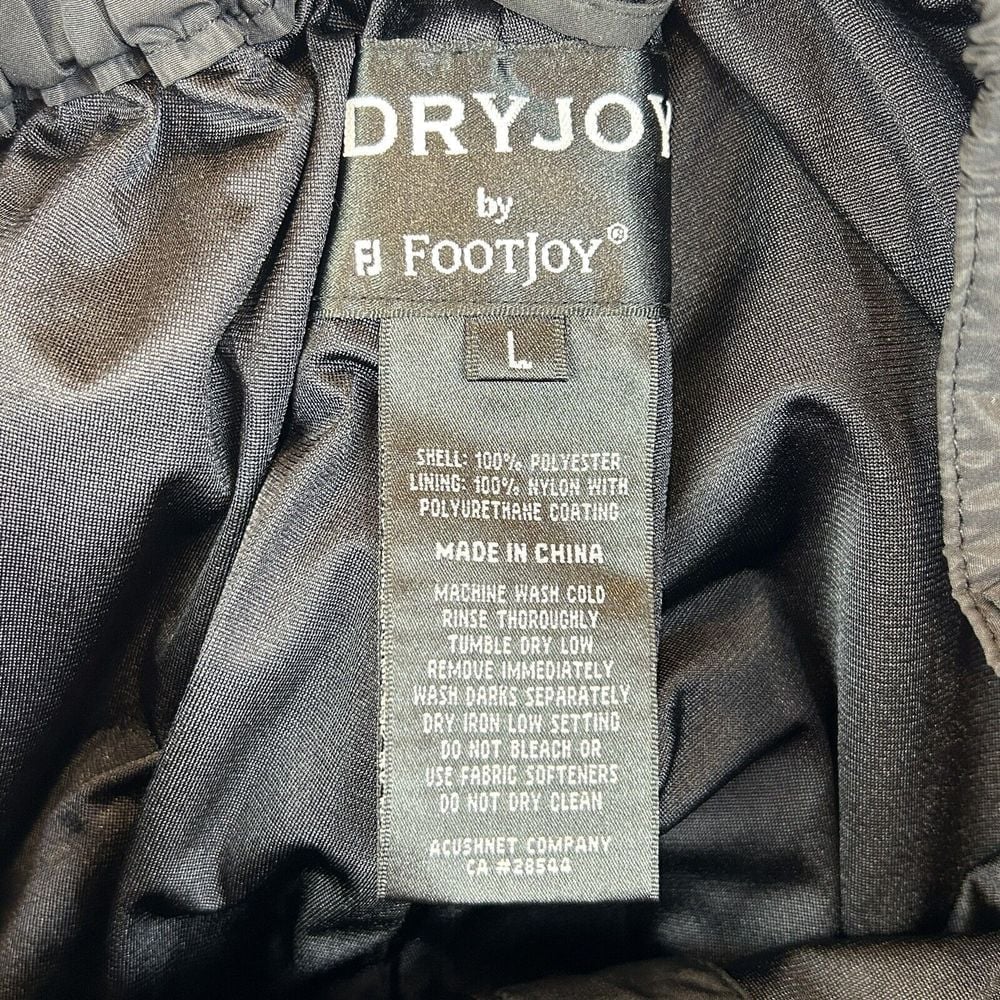 DRYJOY
by
FJ FOOTJOY®
L
SHELL: 100% POLYESTER
LINING: 100% NYLON WITH
POLYURETHANE COATING
MADE IN CHINA
MACHINE WASH COLD
RINSE THOROUGHLY
TUMBLE DRY LOW
REMOVE IMMEDIATELY
WASH DARKS SEPARATELY
DRY IRON LOW SETTING
DO NOT BLEACH OR
USE FABRIC SOFTENERS
DO NOT DRY CLEAN
ACUSHNET COMPANY
CA #28544